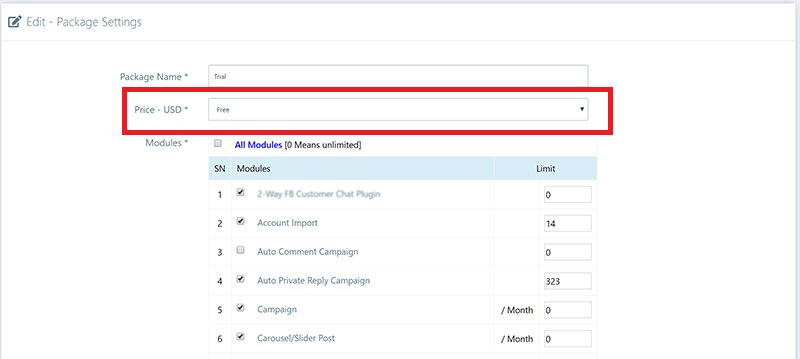 Edit - Package Settings
Package Name * Trial
Price - USD * Free
Modules * All Modules [0 Means unlimited]
SN Modules Limit
1 2-Way FB Customer Chat Plugin 0
2 Account Import 14
3 Auto Comment Campaign 0
4 Auto Private Reply Campaign 323
5 Campaign / Month 0
6 Carousel/Slider Post / Month 0